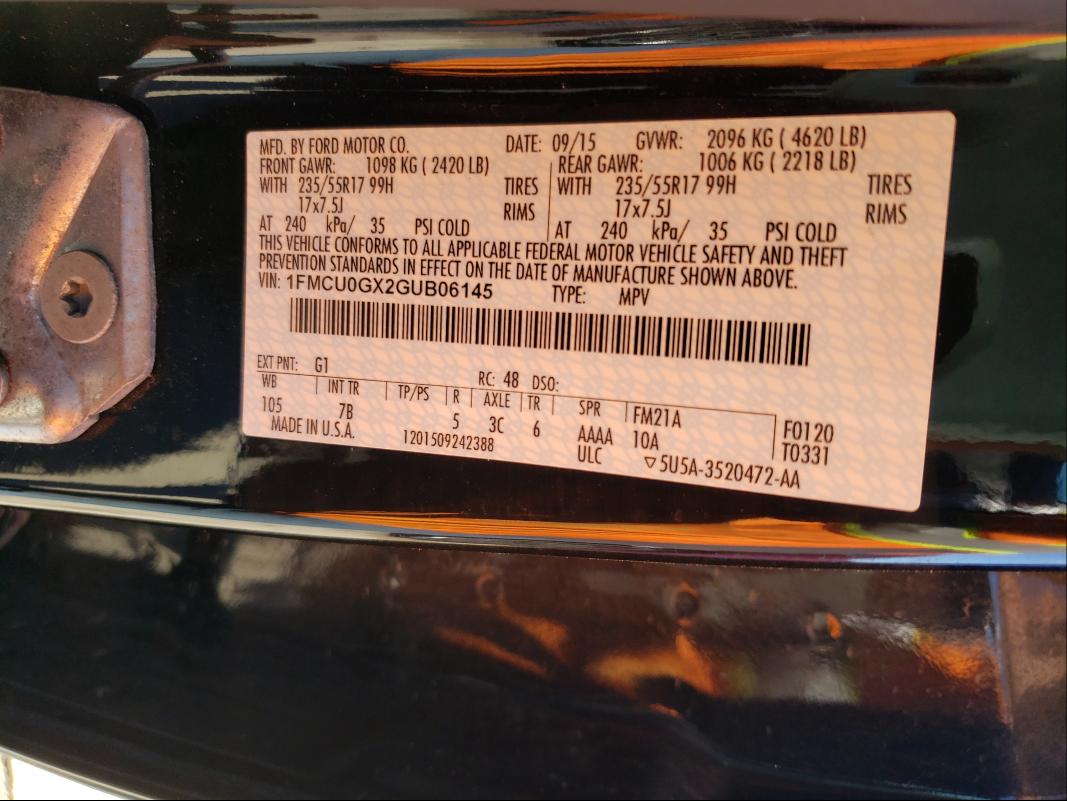 MFD. BY FORD MOTOR CO. DATE: 09/15 GVWR: 2096 KG ( 4620 LB)
FRONT GAWR: 1098 KG ( 2420 LB) REAR GAWR: 1006 KG ( 2218 LB)
WITH 235/55R17 99H TIRES WITH 235/55R17 99H TIRES
17x7.5J RIMS 17x7.5J RIMS
AT 240 kPa/ 35 PSI COLD AT 240 kPa/ 35 PSI COLD
THIS VEHICLE CONFORMS TO ALL APPLICABLE FEDERAL MOTOR VEHICLE SAFETY AND THEFT
PREVENTION STANDARDS IN EFFECT ON THE DATE OF MANUFACTURE SHOWN ABOVE.
VIN: 1FMCU0GX2GUB06145 TYPE: MPV
EXT PNT: G1 RC: 48 DSO:
WB INT TR TP/PS R AXLE TR SPR FM21A F0120
105 7B 5 3C 6 AAAA 10A T0331
MADE IN U.S.A. 1201509242388 ULC ▽5U5A-3520472-AA